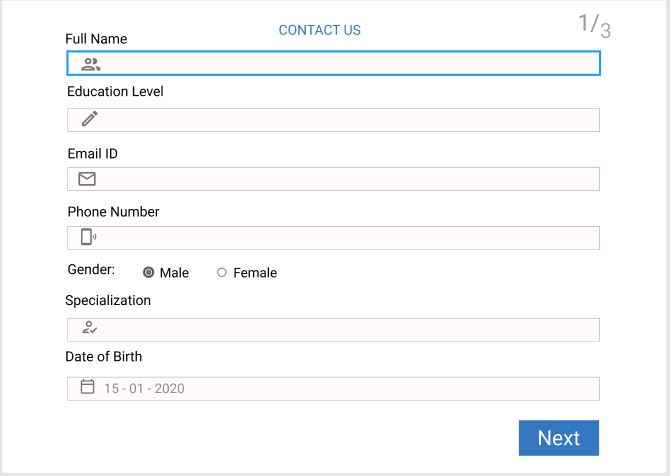 CONTACT US
1/3
Full Name
Education Level
Email ID
Phone Number
Gender: Male Female
Specialization
Date of Birth
15 - 01 - 2020
Next